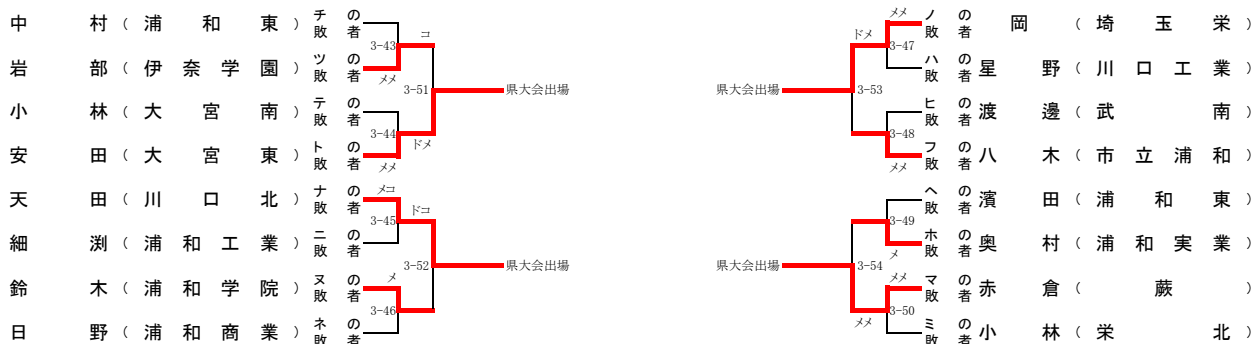 中 村 ( 浦 和 東 ) チ の 敗 者
3-43 コ
岩 部 ( 伊 奈 学 園 ) ツ の 敗 者 メメ
3-51 県大会出場
小 林 ( 大 宮 南 ) テ の 敗 者
3-44 ドメ
安 田 ( 大 宮 東 ) ト の 敗 者 メメ
天 田 ( 川 口 北 ) ナ の 敗 者 メコ
3-45 ドコ
細 渕 ( 浦 和 工 業 ) ニ の 敗 者
3-52 県大会出場
鈴 木 ( 浦 和 学 院 ) ヌ の 敗 者 メ
3-46
日 野 ( 浦 和 商 業 ) ネ の 敗 者
メメ ノ の 敗 者 岡 ( 埼 玉 栄 )
ドメ 3-47
ハ の 敗 者 星 野 ( 川 口 工 業 )
県大会出場 3-53
ヒ の 敗 者 渡 邊 ( 武 南 )
3-48
メメ フ の 敗 者 八 木 ( 市 立 浦 和 )
ヘ の 敗 者 濱 田 ( 浦 和 東 )
3-49
メ ホ の 敗 者 奥 村 ( 浦 和 実 業 )
県大会出場 3-54
メメ マ の 敗 者 赤 倉 ( 蕨 )
メメ 3-50
ミ の 敗 者 小 林 ( 栄 北 )